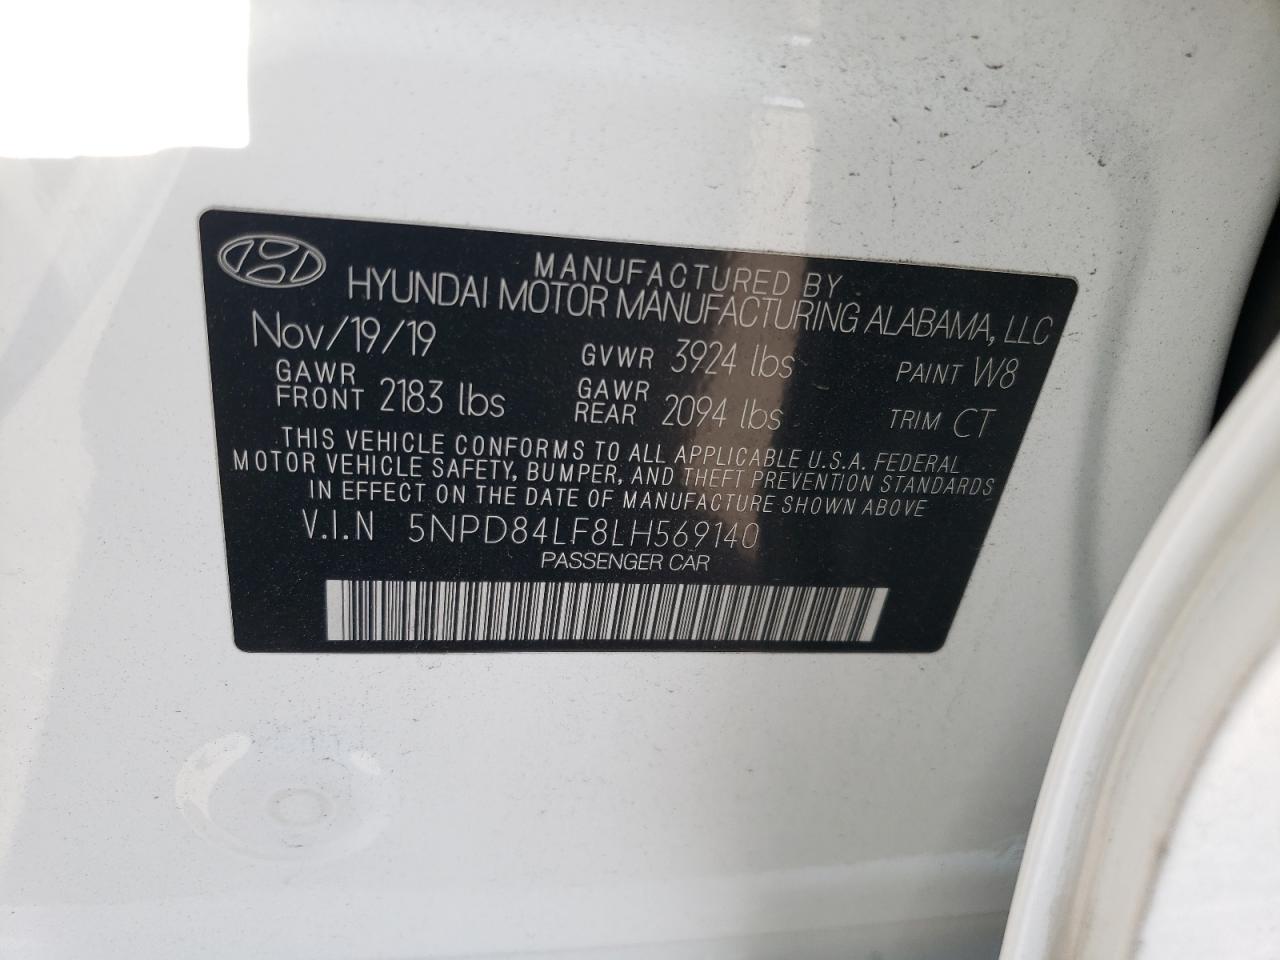 MANUFACTURED BY
HYUNDAI MOTOR MANUFACTURING ALABAMA, LLC
Nov/19/19 GVWR 3924 lbs PAINT W8
GAWR FRONT 2183 lbs GAWR REAR 2094 lbs TRIM CT
THIS VEHICLE CONFORMS TO ALL APPLICABLE U.S.A. FEDERAL
MOTOR VEHICLE SAFETY, BUMPER, AND THEFT PREVENTION STANDARDS
IN EFFECT ON THE DATE OF MANUFACTURE SHOWN ABOVE
V.I.N 5NPD84LF8LH569140
PASSENGER CAR